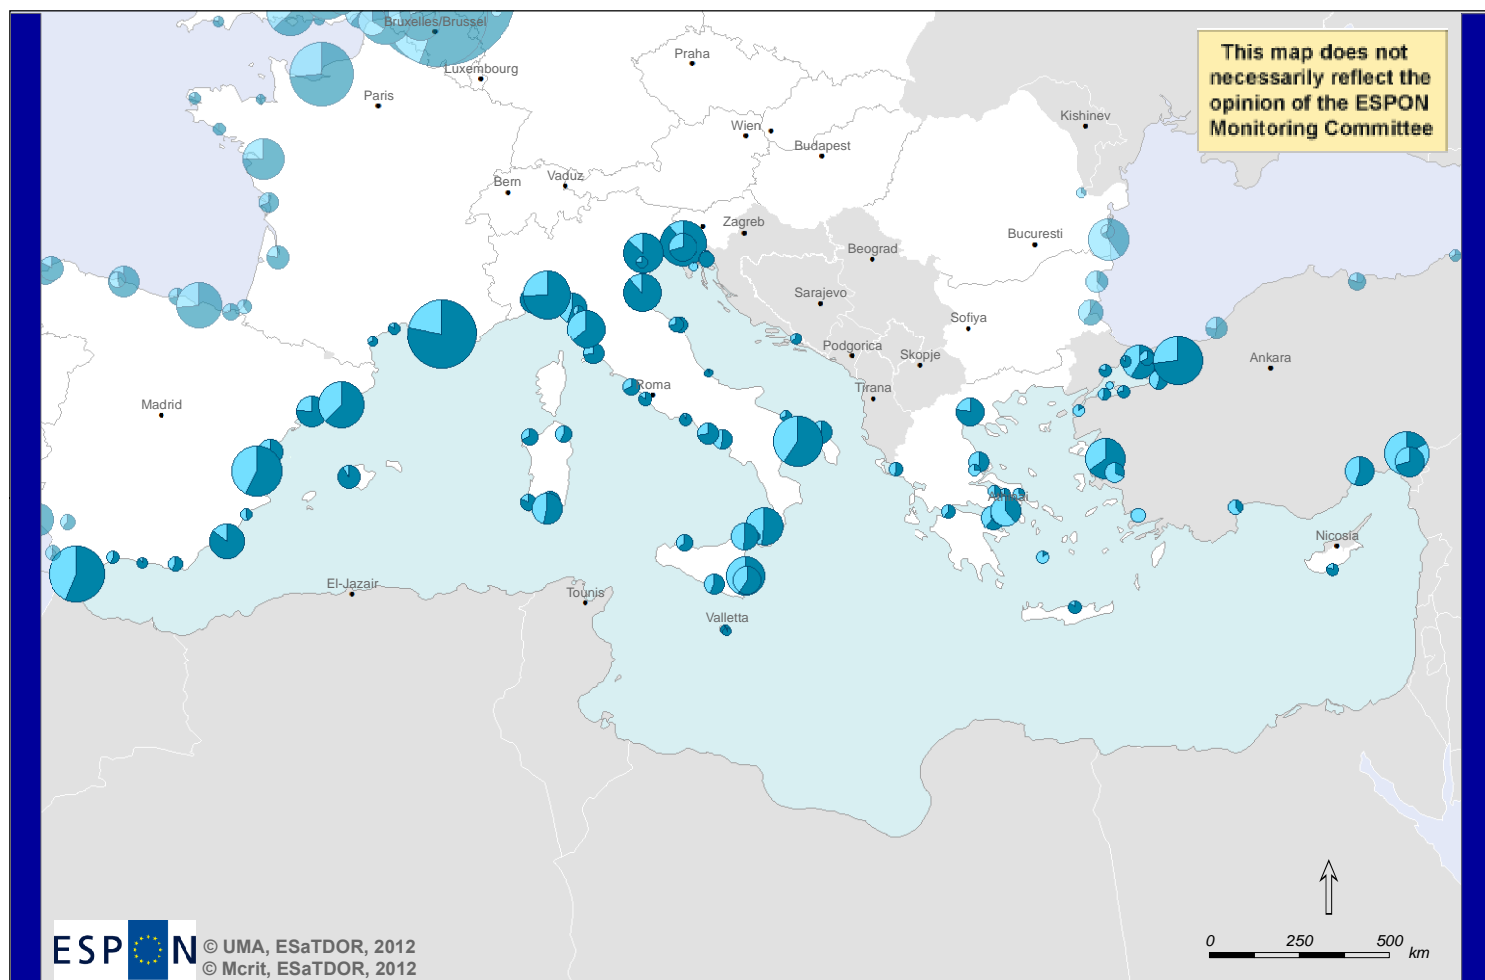 Bruxelles/Brussel
This map does not
necessarily reflect the
opinion of the ESPON
Monitoring Committee
Praha
Luxembourg
Paris
Kishinev
Wien
Budapest
Vaduz
Bern
Zagreb
Bucuresti
Beograd
Sarajevo
Sofiya
Podgorica
Skopje
Ankara
Roma
Tirana
Madrid
Nicosia
El-Jazair
Tounis
Valletta
ESPON
© UMA, ESaTDOR, 2012
© Mcrit, ESaTDOR, 2012
0 250 500 km